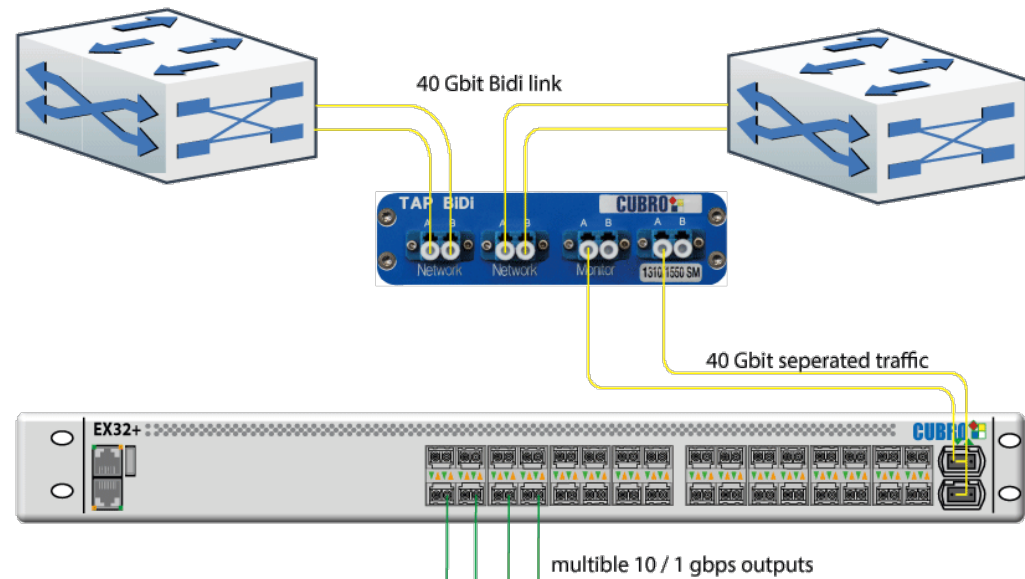 40 Gbit Bidi link
TAP BiDi
CUBRO
A B
A B
A B
A B
Network
Network
Monitor
1310/1550 SM
40 Gbit seperated traffic
EX32+
CUBRO
multible 10 / 1 gbps outputs